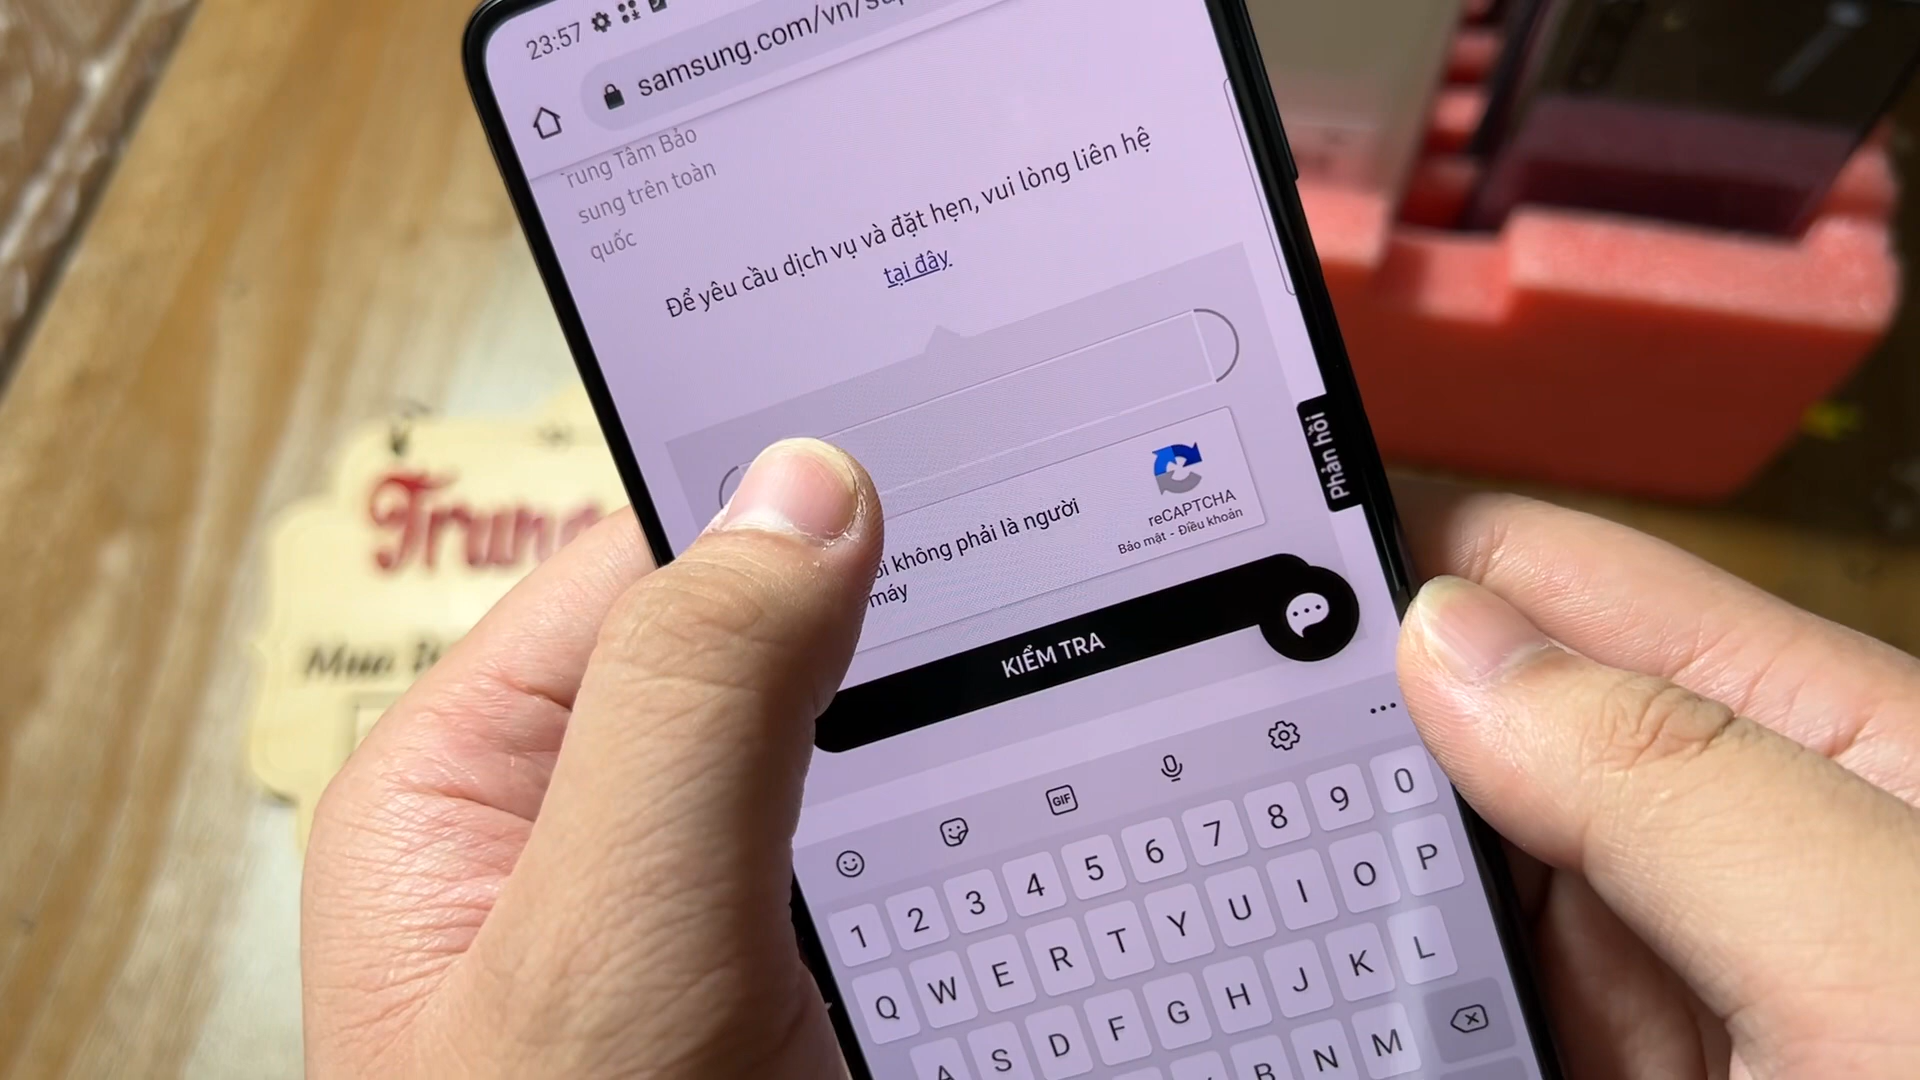 23:57
samsung.com/vn/
rung Tâm Bảo
sung trên toàn
quốc
Để yêu cầu dịch vụ và đặt hẹn, vui lòng liên hệ
tại đây.
không phải là người
máy
reCAPTCHA
Bảo mật - Điều khoản
Phản hồi
KIỂM TRA
GIF
1 2 3 4 5 6 7 8 9 0
Q W E R T Y U I O P
A S D F G H J K L
B N M
Trung
Mua